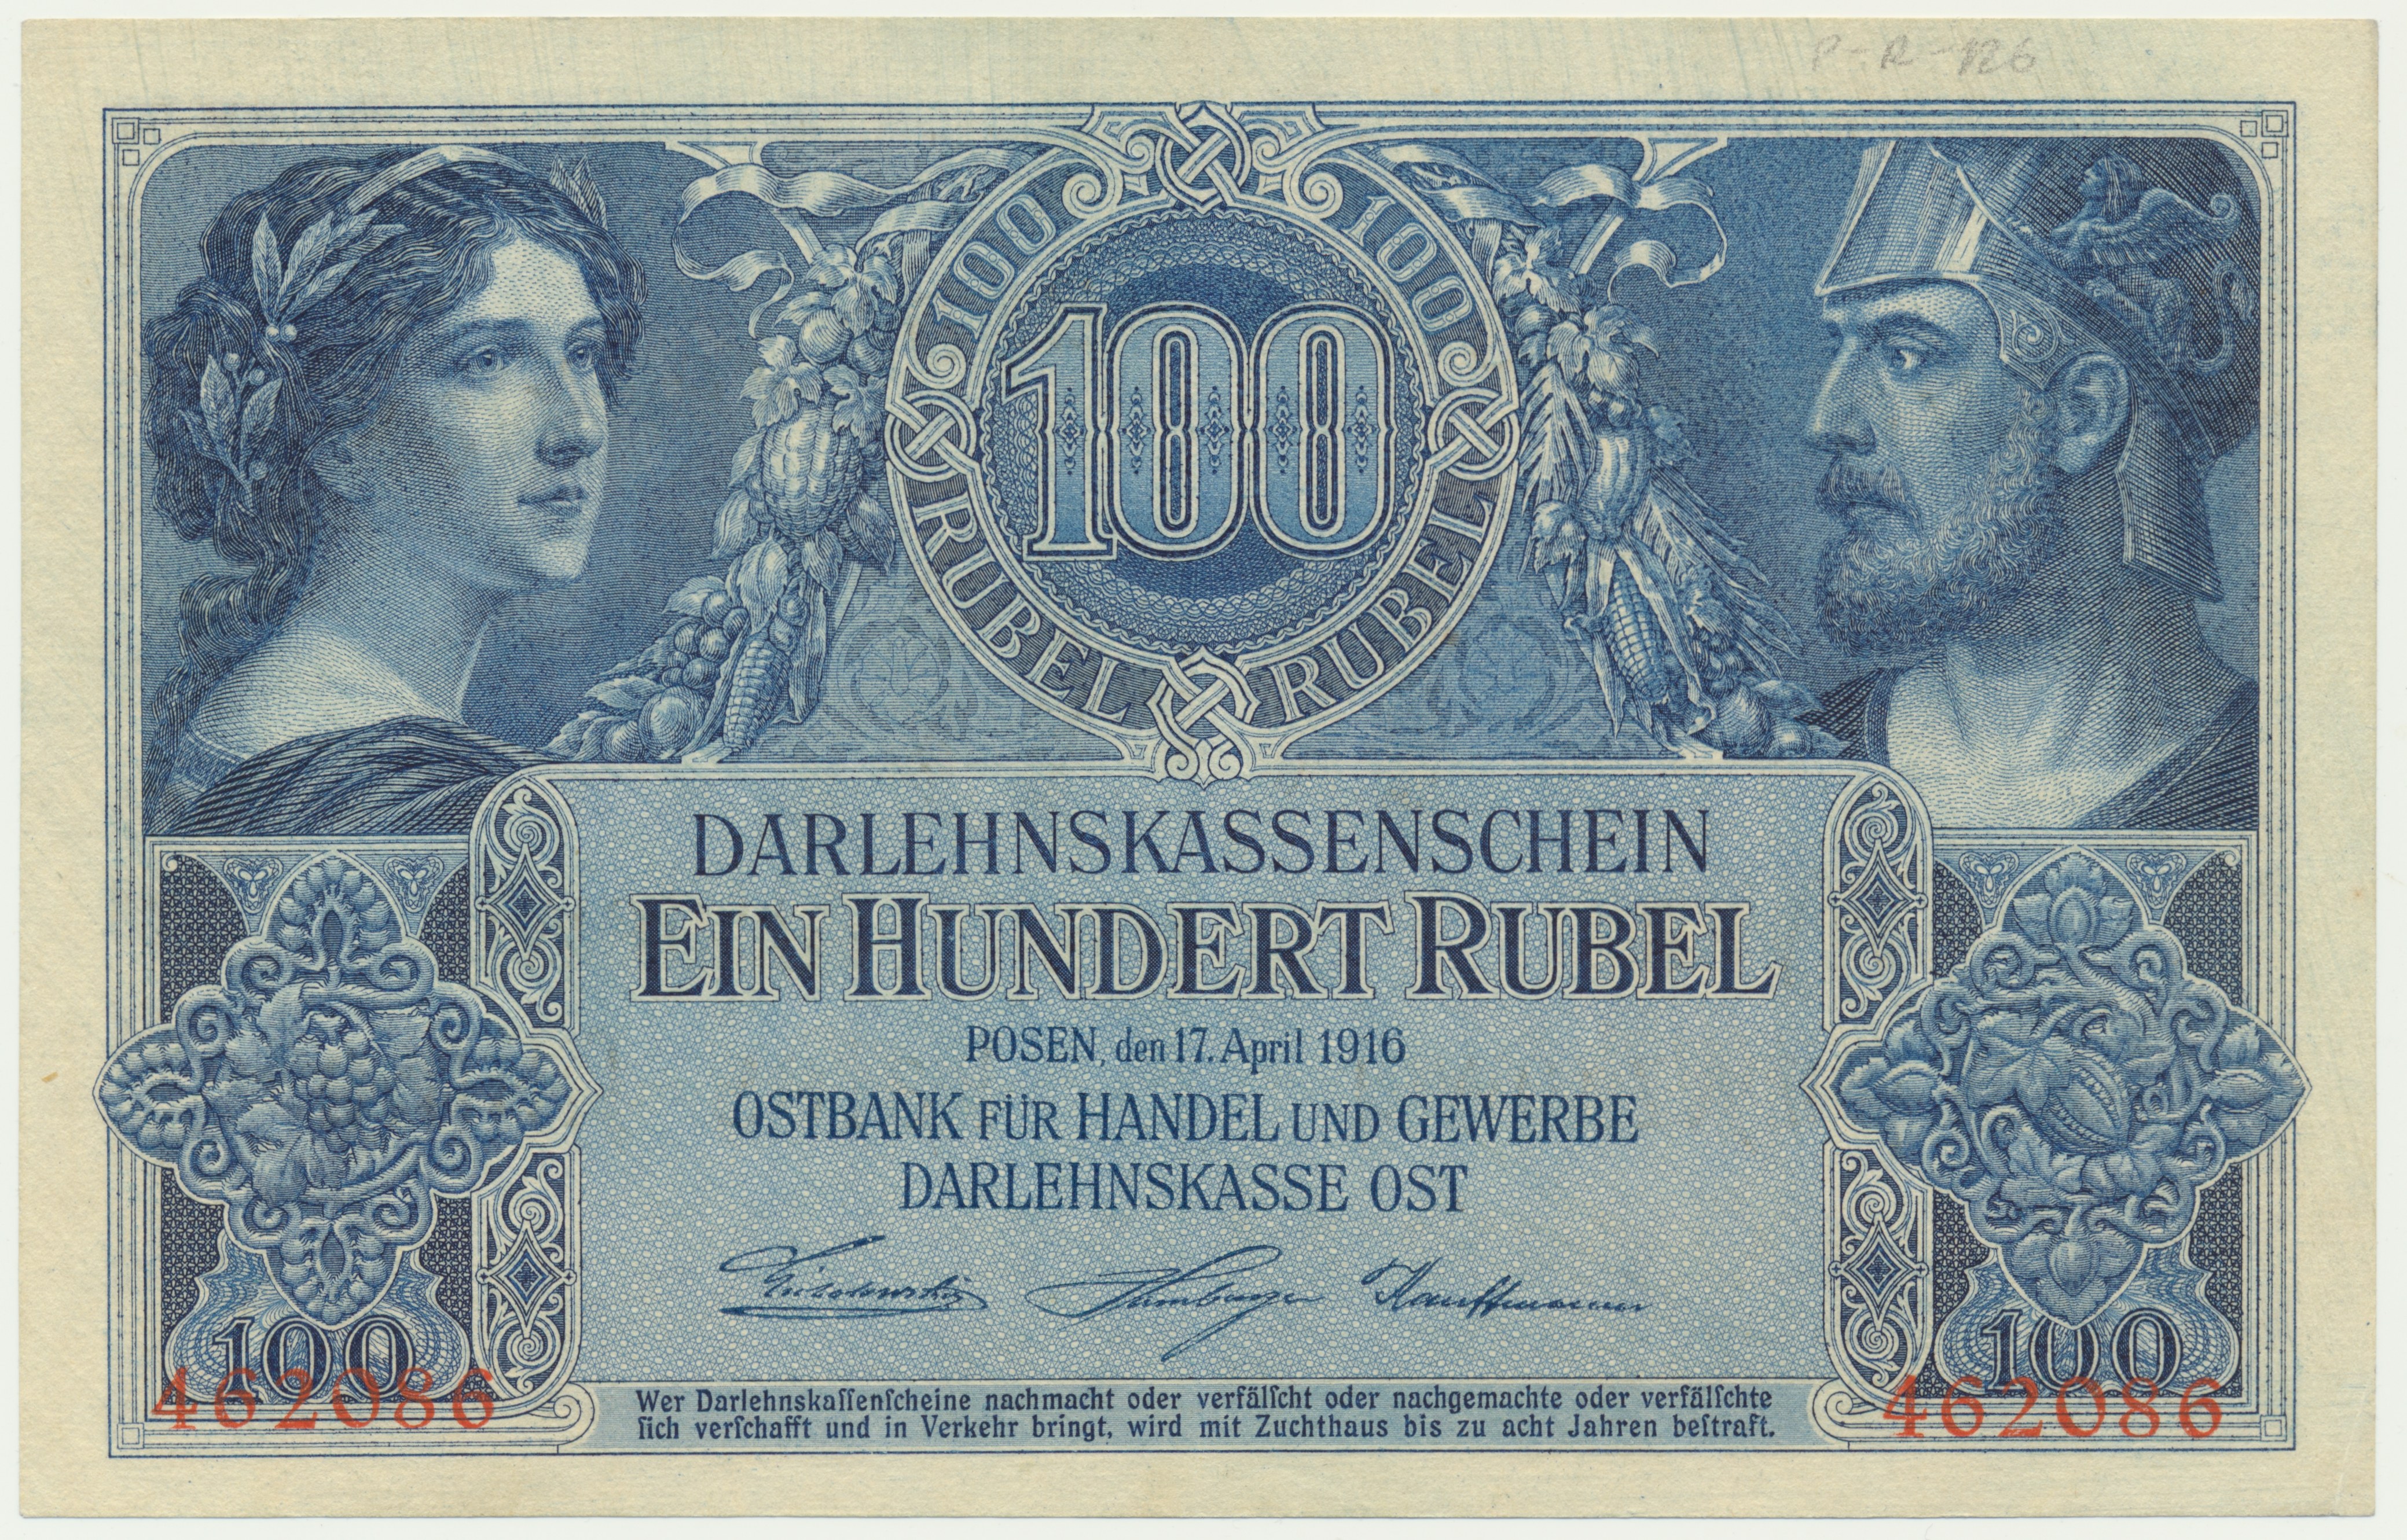 P.-R-126
100 100
100
RUBEL RUBEL
DARLEHNSKASSENSCHEIN
EIN HUNDERT RUBEL
POSEN, den 17. April 1916
OSTBANK FÜR HANDEL UND GEWERBE
DARLEHNSKASSE OST
Hamburger Kauffmann
100 100
462086 462086
Wer Darlehnskaſſenſcheine nachmacht oder verfälſcht oder nachgemachte oder verfälſchte
ſich verſchafft und in Verkehr bringt, wird mit Zuchthaus bis zu acht Jahren beſtraft.